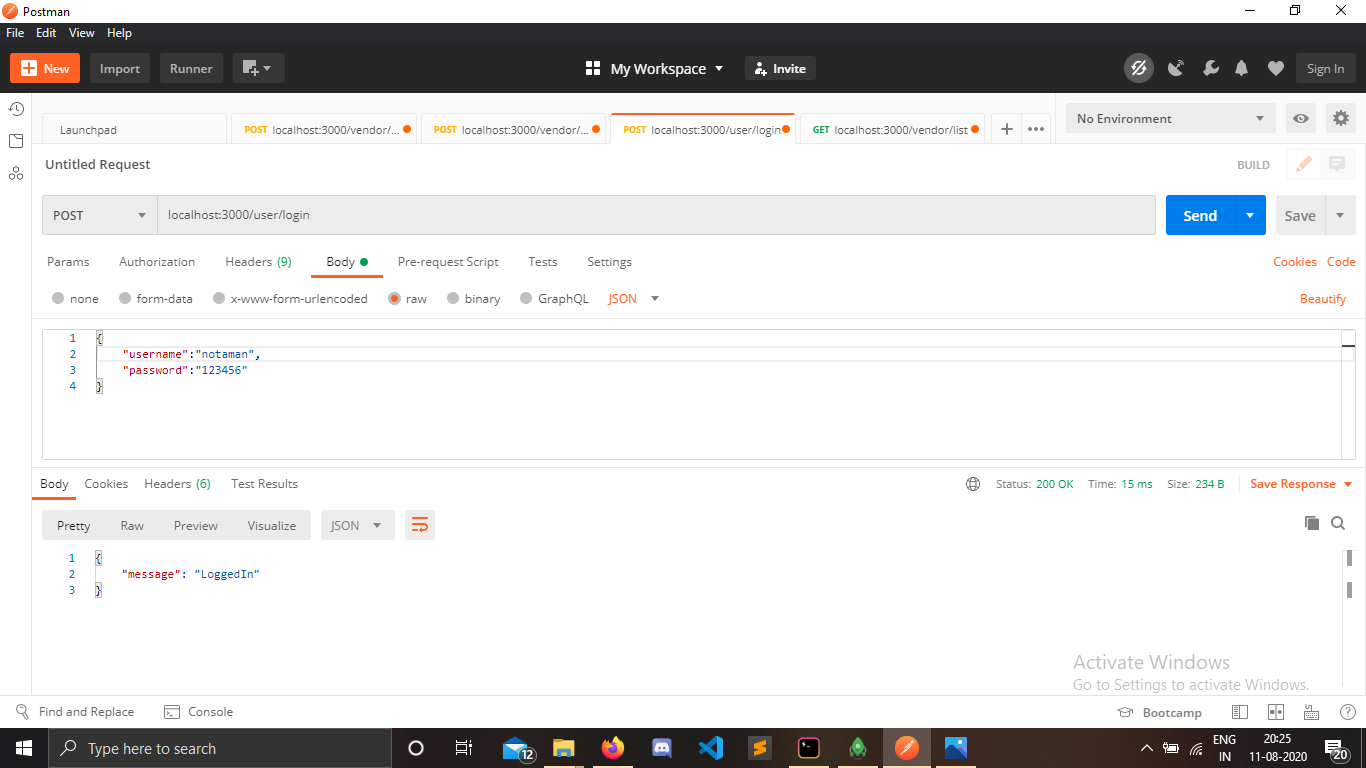 Postman
File Edit View Help
New Import Runner My Workspace Invite Sign In
Launchpad POST localhost:3000/vendor/... POST localhost:3000/vendor/... POST localhost:3000/user/login GET localhost:3000/vendor/list No Environment
Untitled Request BUILD
POST localhost:3000/user/login Send Save
Params Authorization Headers (9) Body Pre-request Script Tests Settings Cookies Code
none form-data x-www-form-urlencoded raw binary GraphQL JSON Beautify
1 {
2 "username":"notaman",
3 "password":"123456"
4 }
Body Cookies Headers (6) Test Results Status: 200 OK Time: 15 ms Size: 234 B Save Response
Pretty Raw Preview Visualize JSON
1 {
2 "message": "LoggedIn"
3 }
Activate Windows
Go to Settings to activate Windows.
Find and Replace Console Bootcamp
Type here to search 12 ENG 20:25
IN 11-08-2020 20